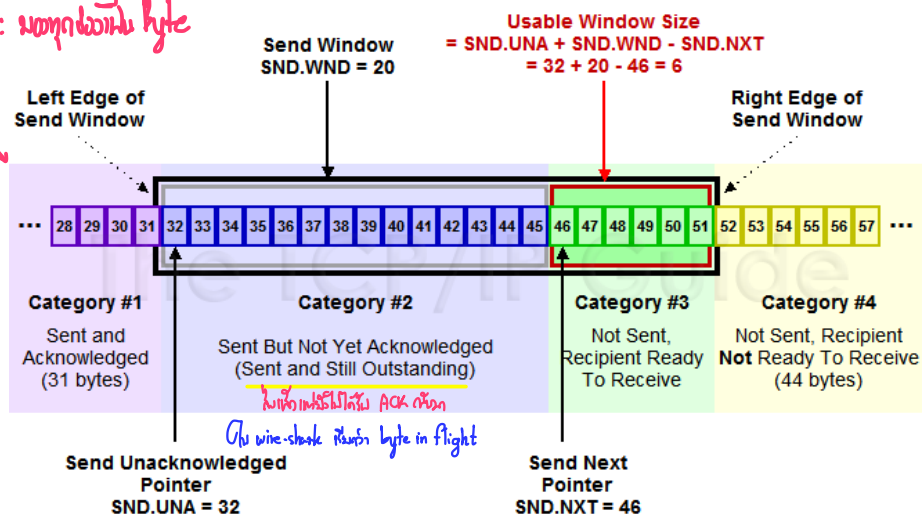 : มองทุกช่องเป็น byte
Usable Window Size
= SND.UNA + SND.WND - SND.NXT
= 32 + 20 - 46 = 6
Send Window
SND.WND = 20
Left Edge of
Send Window
Right Edge of
Send Window
... 28 29 30 31 32 33 34 35 36 37 38 39 40 41 42 43 44 45 46 47 48 49 50 51 52 53 54 55 56 57 ...
The TCP/IP Guide
Category #1
Sent and
Acknowledged
(31 bytes)
Category #2
Sent But Not Yet Acknowledged
(Sent and Still Outstanding)
ACK
ใน wire-shark เรียกว่า byte in flight
Category #3
Not Sent,
Recipient Ready
To Receive
Category #4
Not Sent, Recipient
Not Ready To Receive
(44 bytes)
Send Unacknowledged
Pointer
SND.UNA = 32
Send Next
Pointer
SND.NXT = 46